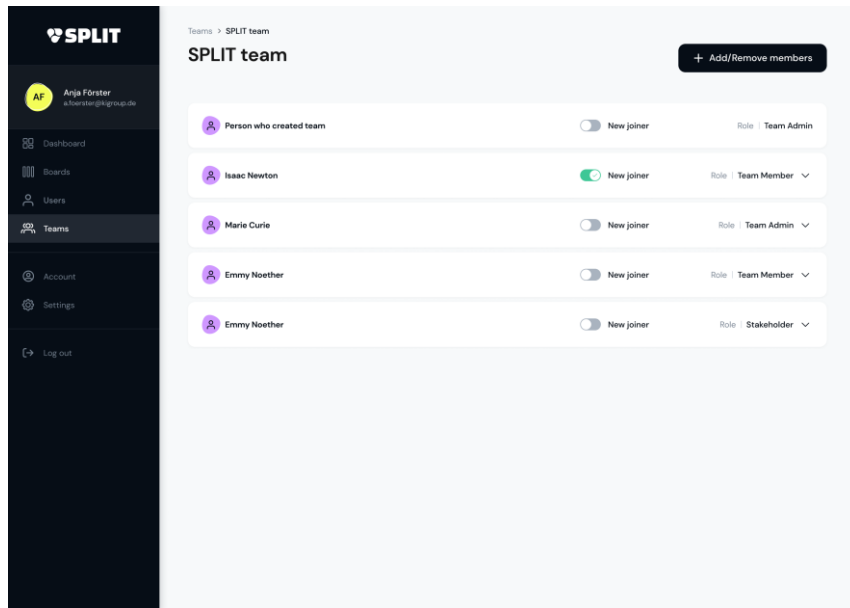 SPLIT
Anja Förster
a.foerster@kigroup.de
Dashboard
Boards
Users
Teams
Account
Settings
Log out
Teams > SPLIT team
SPLIT team
+ Add/Remove members
Person who created team New joiner Role | Team Admin
Isaac Newton New joiner Role | Team Member
Marie Curie New joiner Role | Team Admin
Emmy Noether New joiner Role | Team Member
Emmy Noether New joiner Role | Stakeholder
AF